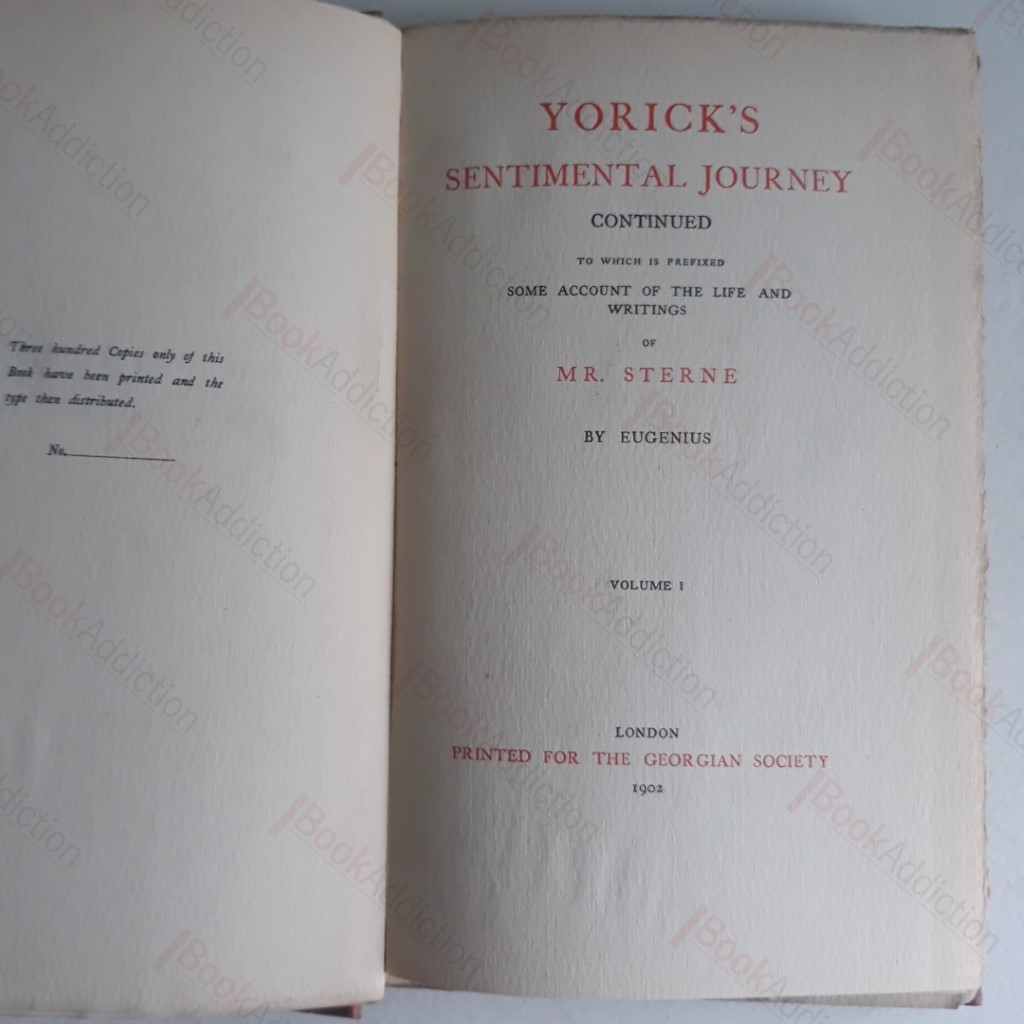 Three hundred Copies only of this
Book have been printed and the
type then distributed.
No.
YORICK'S
SENTIMENTAL JOURNEY
CONTINUED
TO WHICH IS PREFIXED
SOME ACCOUNT OF THE LIFE AND
WRITINGS
OF
MR. STERNE
BY EUGENIUS
VOLUME I
LONDON
PRINTED FOR THE GEORGIAN SOCIETY
1902
BookAddiction